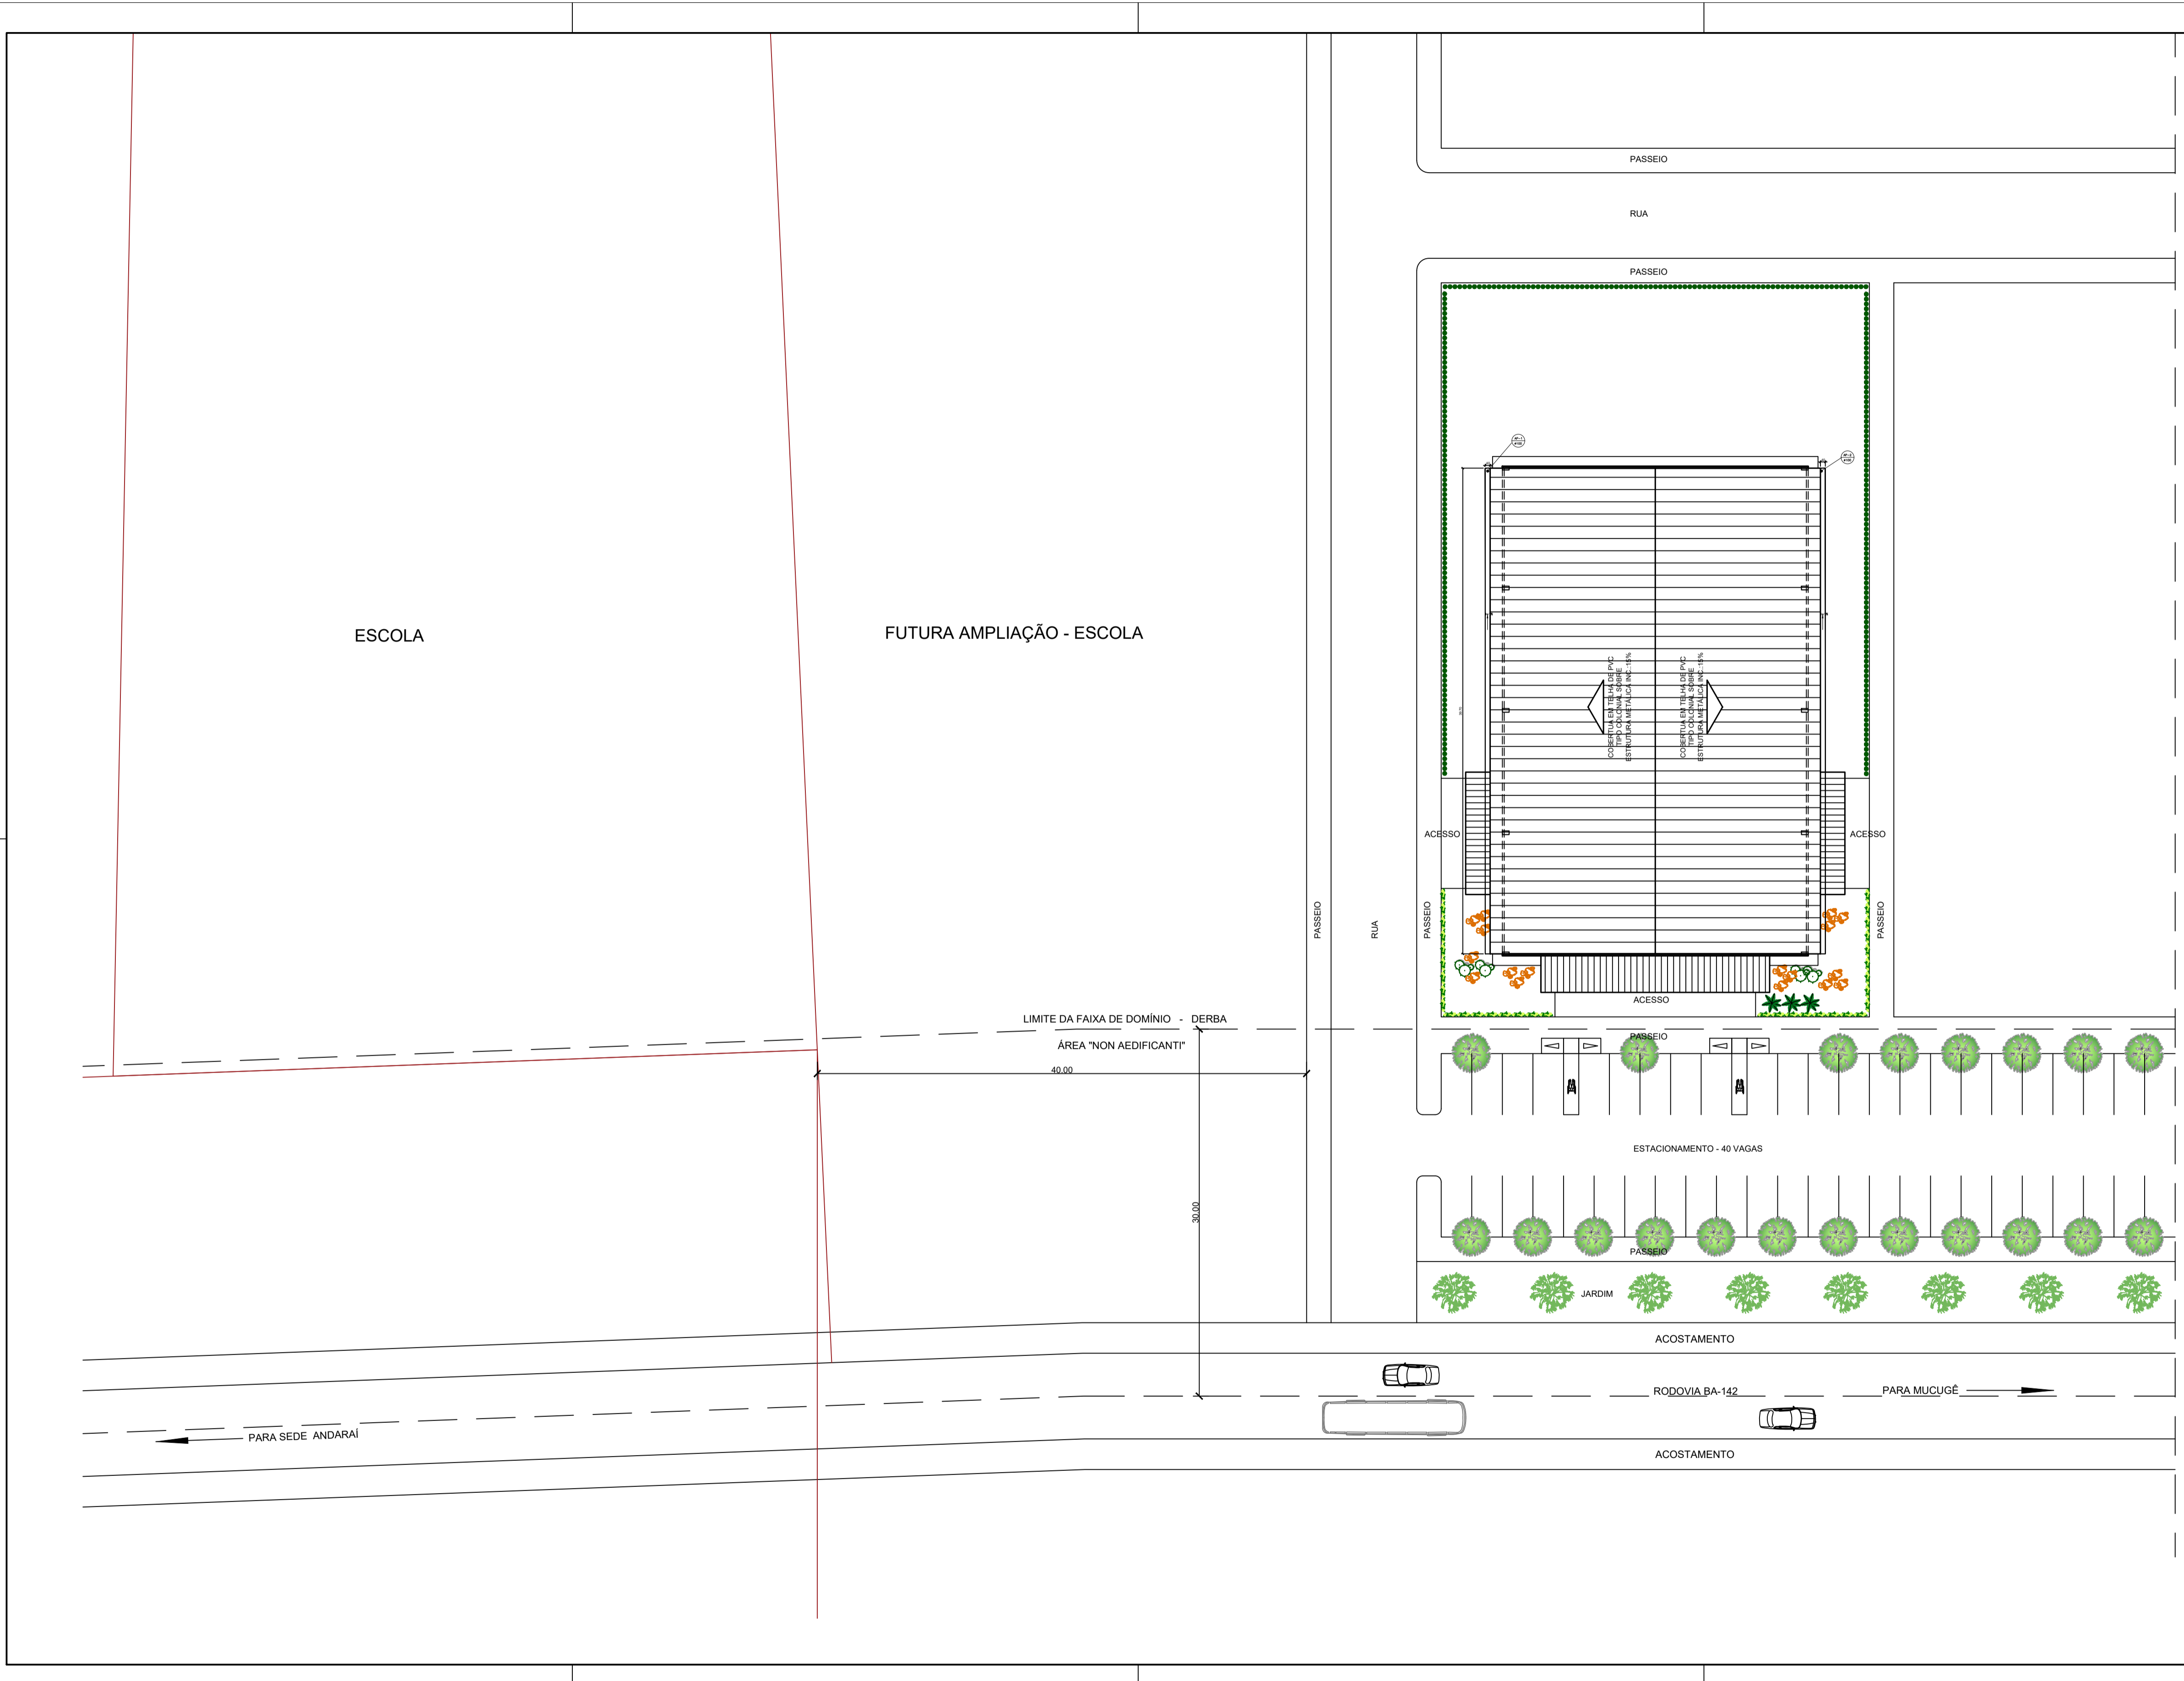 PASSEIO
RUA
PASSEIO
ESCOLA
FUTURA AMPLIAÇÃO - ESCOLA
COBERTUA EM TELHA DE PVC
TIPO COLONIAL SOBRE
ESTRUTURA METÁLICA INC.:15%
COBERTUA EM TELHA DE PVC
TIPO COLONIAL SOBRE
ESTRUTURA METÁLICA INC.:15%
ACESSO
ACESSO
PASSEIO
RUA
PASSEIO
PASSEIO
ACESSO
LIMITE DA FAIXA DE DOMÍNIO - DERBA
ÁREA "NON AEDIFICANTI"
PASSEIO
40.00
ESTACIONAMENTO - 40 VAGAS
30.00
PASSEIO
JARDIM
ACOSTAMENTO
RODOVIA BA-142
PARA MUCUGÊ
PARA SEDE ANDARAÍ
ACOSTAMENTO